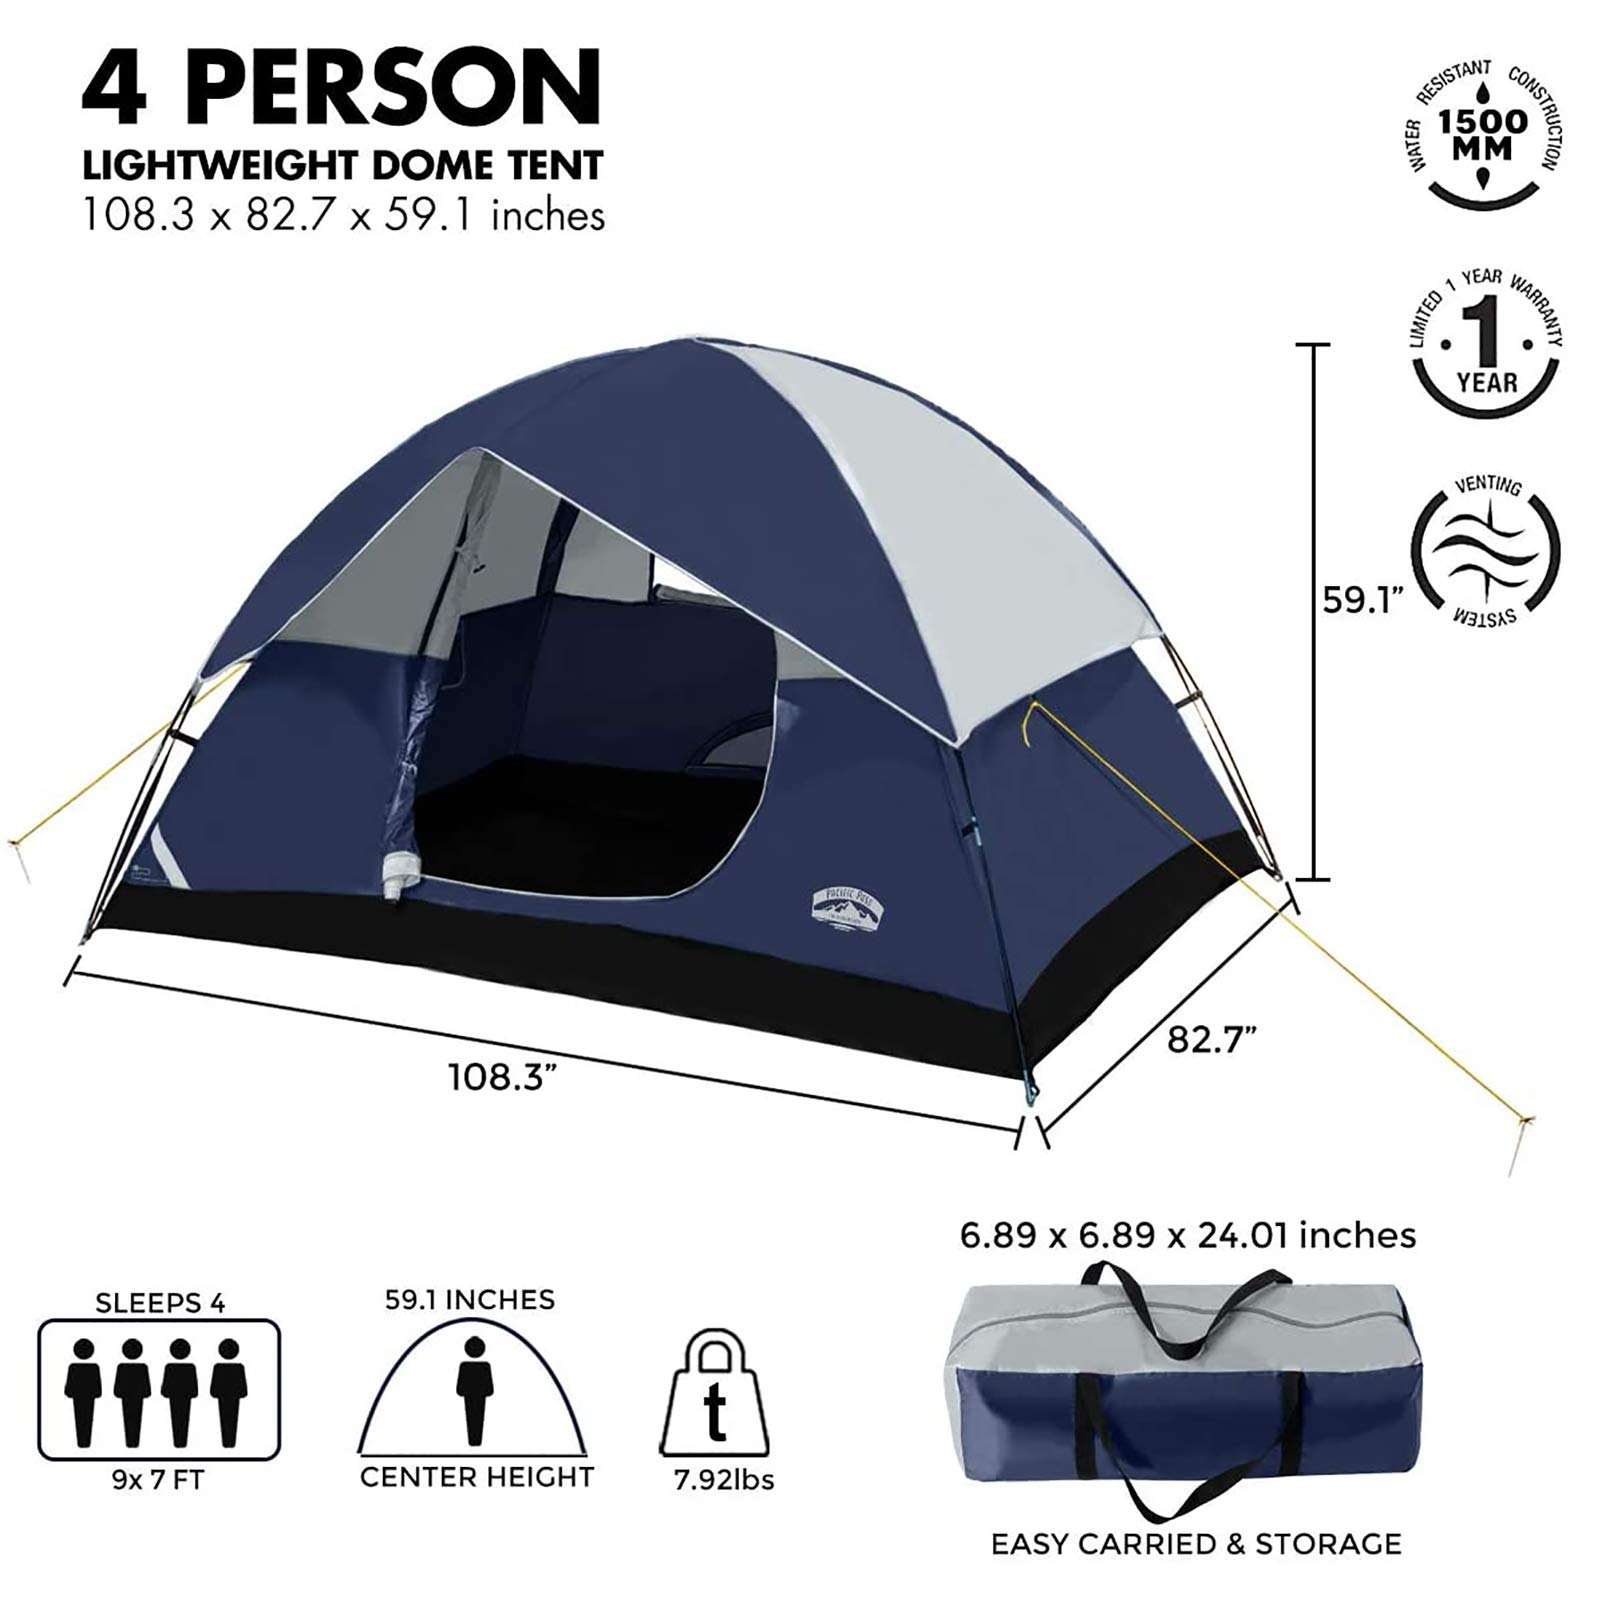 4 PERSON
LIGHTWEIGHT DOME TENT
108.3 x 82.7 x 59.1 inches
WATER RESISTANT CONSTRUCTION
1500
MM
LIMITED 1 YEAR WARRANTY
1
YEAR
VENTING
SYSTEM
59.1”
PACIFIC PASS
82.7”
108.3”
6.89 x 6.89 x 24.01 inches
SLEEPS 4
9x 7 FT
59.1 INCHES
CENTER HEIGHT
t
7.92lbs
EASY CARRIED & STORAGE